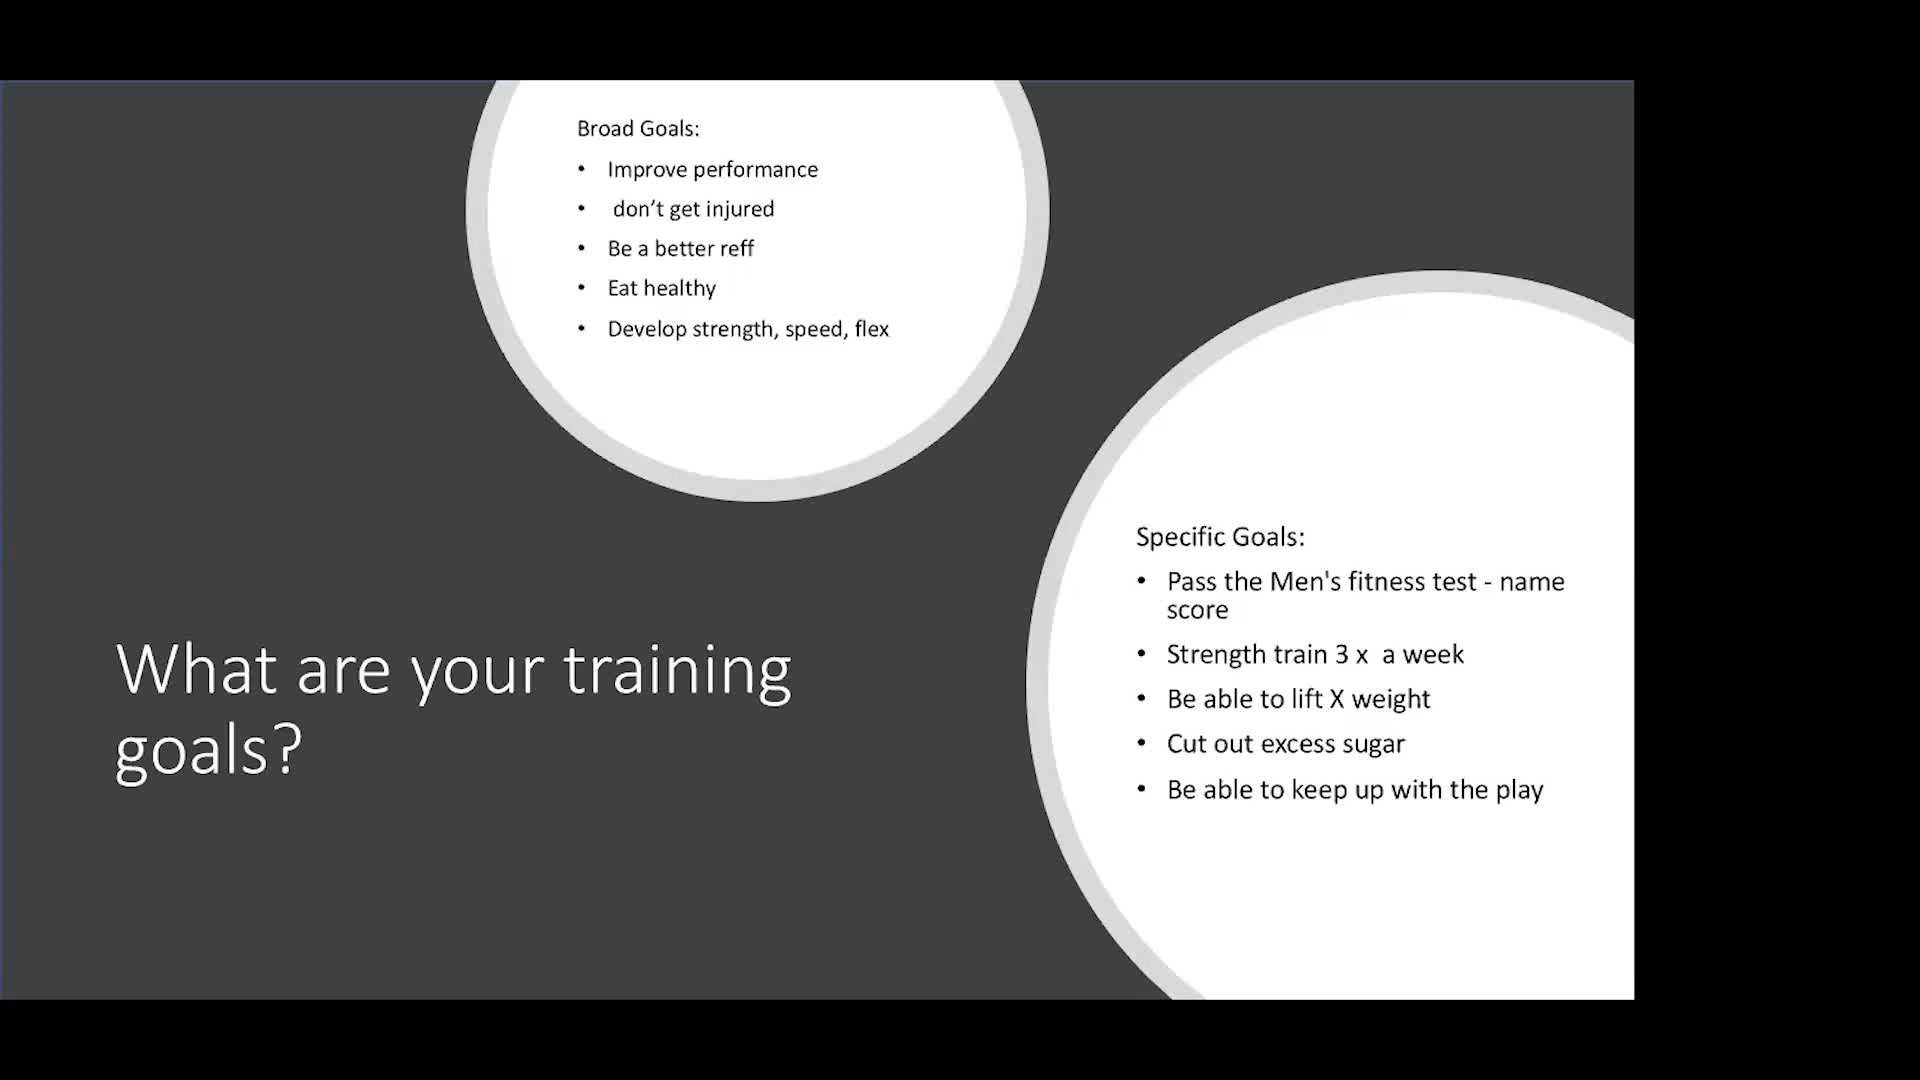 Broad Goals:
• Improve performance
• don’t get injured
• Be a better reff
• Eat healthy
• Develop strength, speed, flex
What are your training
goals?
Specific Goals:
• Pass the Men's fitness test - name
score
• Strength train 3 x  a week
• Be able to lift X weight
• Cut out excess sugar
• Be able to keep up with the play